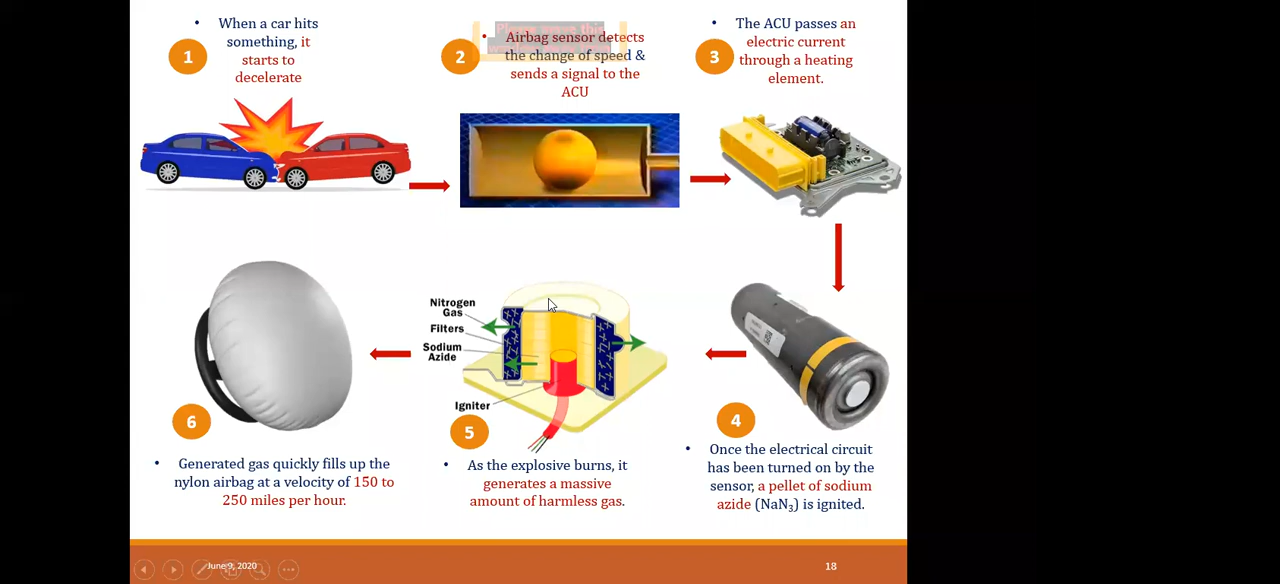 • When a car hits
something, it
starts to
decelerate
1
• Airbag sensor detects
the change of speed &
sends a signal to the
ACU
2
• The ACU passes an
electric current
through a heating
element.
3
Nitrogen
Gas
Filters
Sodium
Azide
Igniter
6
5
4
• Generated gas quickly fills up the
nylon airbag at a velocity of 150 to
250 miles per hour.
• As the explosive burns, it
generates a massive
amount of harmless gas.
• Once the electrical circuit
has been turned on by the
sensor, a pellet of sodium
azide (NaN₃) is ignited.
June 9, 2020
18